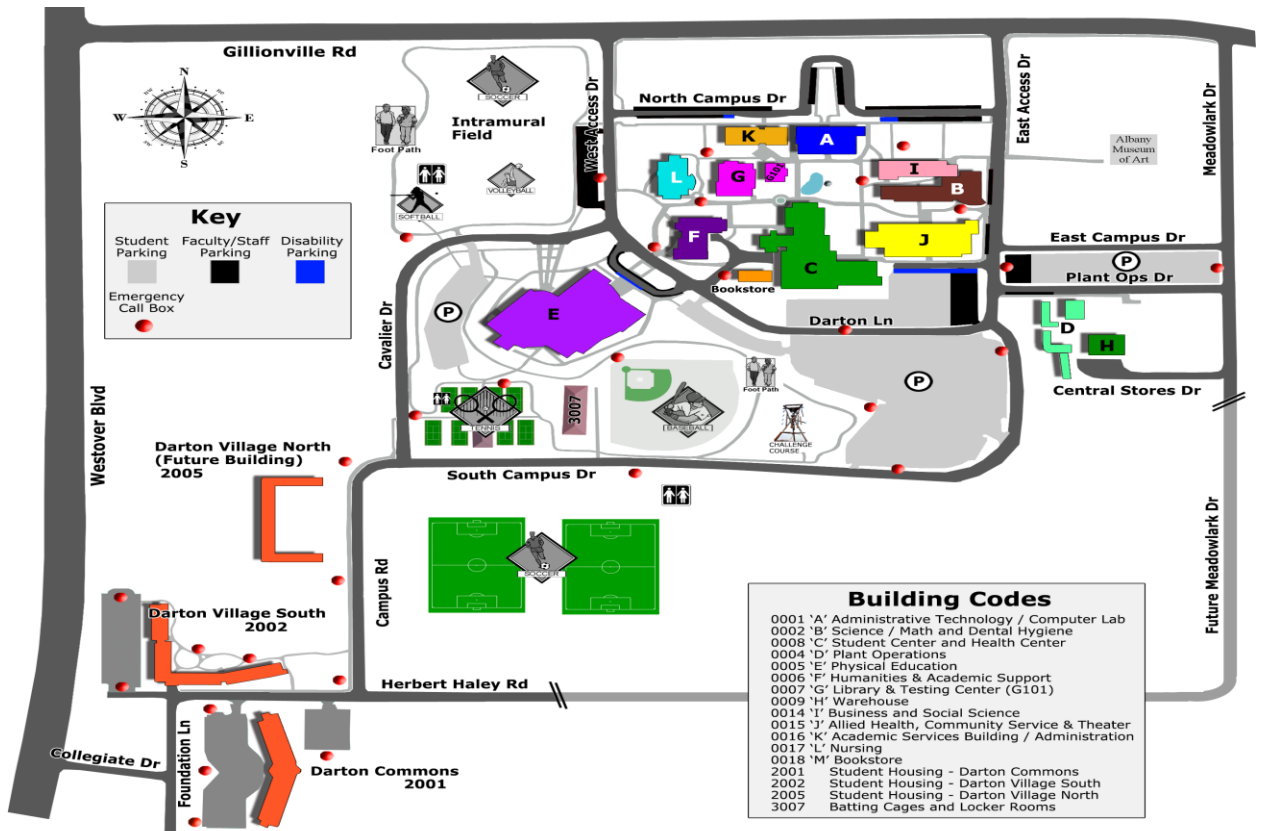 Gillionville Rd
N
W
E
S
SOCCER
Intramural
Field
Foot Path
VOLLEYBALL
SOFTBALL
West Access Dr
North Campus Dr
East Access Dr
Meadowlark Dr
Albany
Museum
of Art
K
A
L
G
G101
I
B
F
C
J
Bookstore
East Campus Dr
P
Plant Ops Dr
Key
Student
Parking
Faculty/Staff
Parking
Disability
Parking
Emergency
Call Box
Cavalier Dr
P
E
Darton Ln
D
H
Central Stores Dr
P
Foot Path
TENNIS
3007
BASEBALL
CHALLENGE
COURSE
Westover Blvd
Darton Village North
(Future Building)
2005
South Campus Dr
Campus Rd
SOCCER
Future Meadowlark Dr
Darton Village South
2002
Herbert Haley Rd
Collegiate Dr
Foundation Ln
Darton Commons
2001
Building Codes
0001 ‘A’ Administrative Technology / Computer Lab
0002 ‘B’ Science / Math and Dental Hygiene
0008 ‘C’ Student Center and Health Center
0004 ‘D’ Plant Operations
0005 ‘E’ Physical Education
0006 ‘F’ Humanities & Academic Support
0007 ‘G’ Library & Testing Center (G101)
0009 ‘H’ Warehouse
0014 ‘I’ Business and Social Science
0015 ‘J’ Allied Health, Community Service & Theater
0016 ‘K’ Academic Services Building / Administration
0017 ‘L’ Nursing
0018 ‘M’ Bookstore
2001 Student Housing - Darton Commons
2002 Student Housing - Darton Village South
2005 Student Housing - Darton Village North
3007 Batting Cages and Locker Rooms